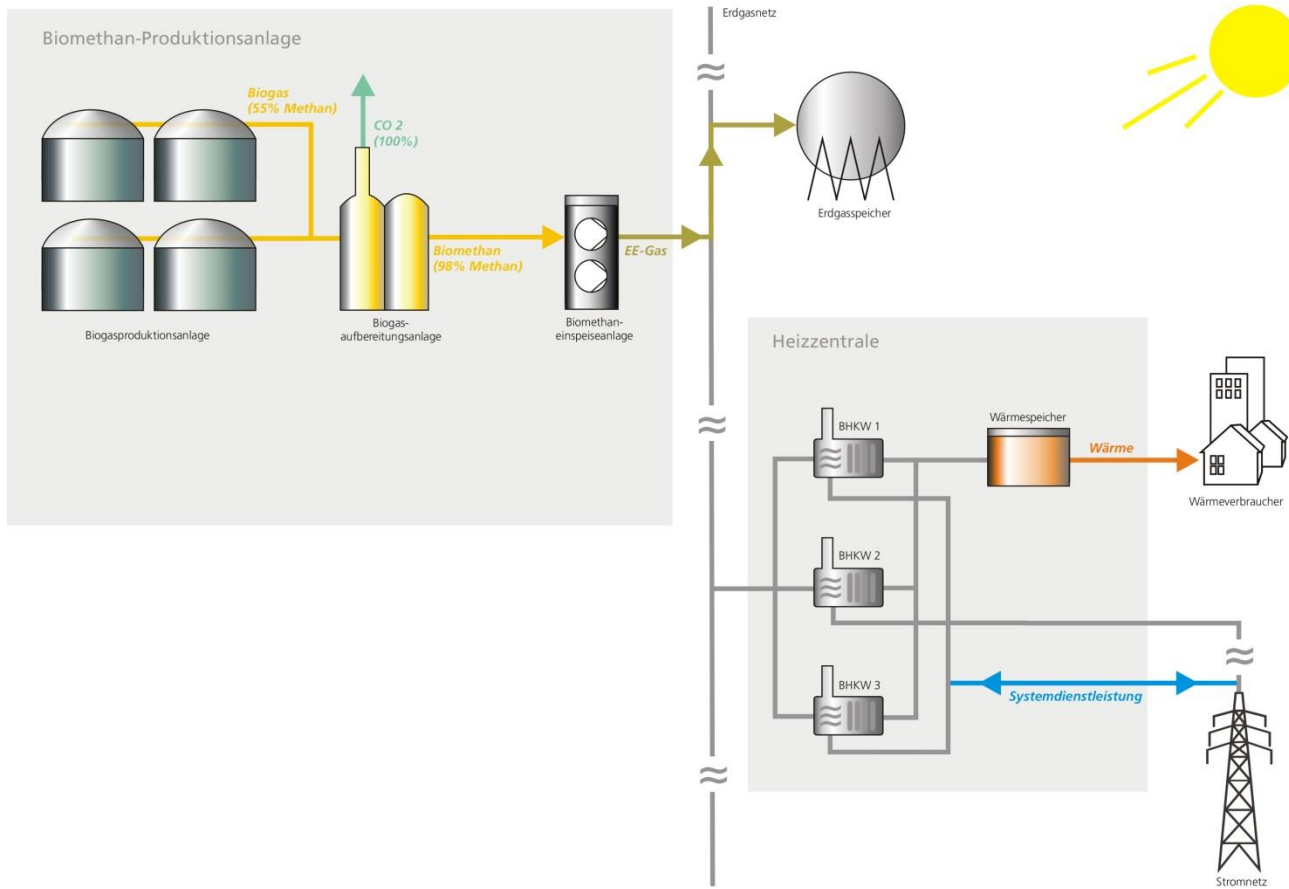 Erdgasnetz
Biomethan-Produktionsanlage
Biogas
(55% Methan)
CO 2
(100%)
Biomethan
(98% Methan)
EE-Gas
Biogasproduktionsanlage
Biogas-
aufbereitungsanlage
Biomethan-
einspeiseanlage
Erdgasspeicher
Heizzentrale
BHKW 1
Wärmespeicher
Wärme
Wärmeverbraucher
BHKW 2
BHKW 3
Systemdienstleistung
Stromnetz